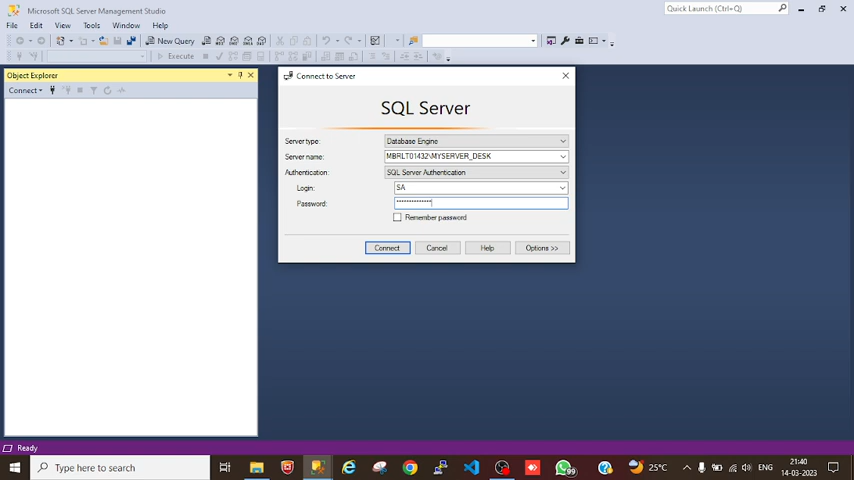 Microsoft SQL Server Management Studio
Quick Launch (Ctrl+Q)
File Edit View Tools Window Help
New Query
Execute
Object Explorer
Connect
Connect to Server
SQL Server
Server type: Database Engine
Server name: MBRLT01432\MYSERVER_DESK
Authentication: SQL Server Authentication
Login: SA
Password: **************
Remember password
Connect Cancel Help Options >>
Ready
Type here to search
99
25°C
ENG
21:40
14-03-2023